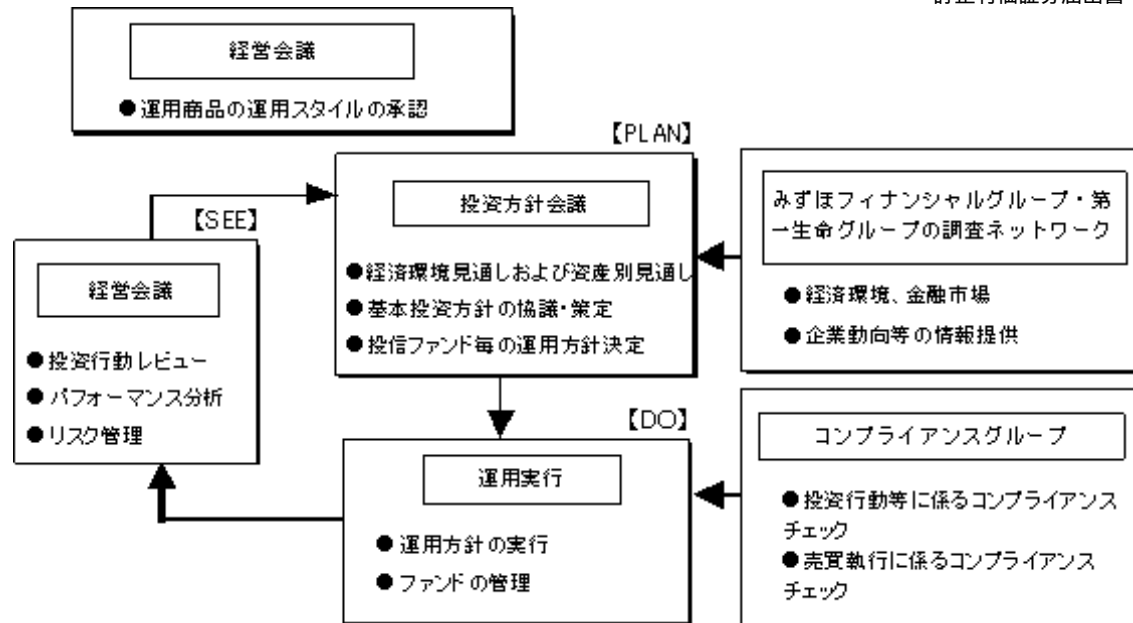 経営会議
●運用商品の運用スタイルの承認
【PLAN】
投資方針会議
●経済環境見通しおよび資産別見通し
●基本投資方針の協議・策定
●投信ファンド毎の運用方針決定
みずほフィナンシャルグループ・第
一生命グループの調査ネットワーク
●経済環境、金融市場
●企業動向等の情報提供
【SEE】
経営会議
●投資行動レビュー
●パフォーマンス分析
●リスク管理
【DO】
運用実行
●運用方針の実行
●ファンドの管理
コンプライアンスグループ
●投資行動等に係るコンプライアンス
チェック
●売買執行に係るコンプライアンス
チェック